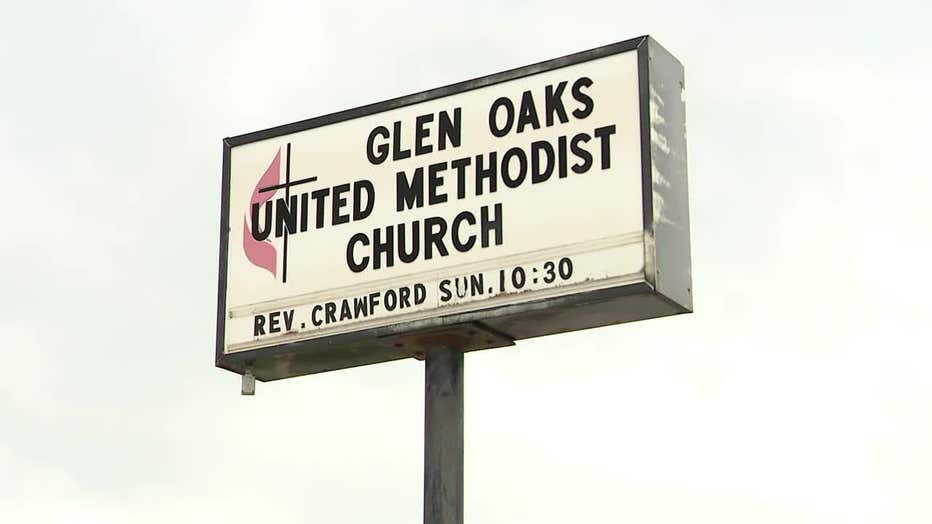 GLEN OAKS
UNITED METHODIST
CHURCH
REV. CRAWFORD SUN. 10:30